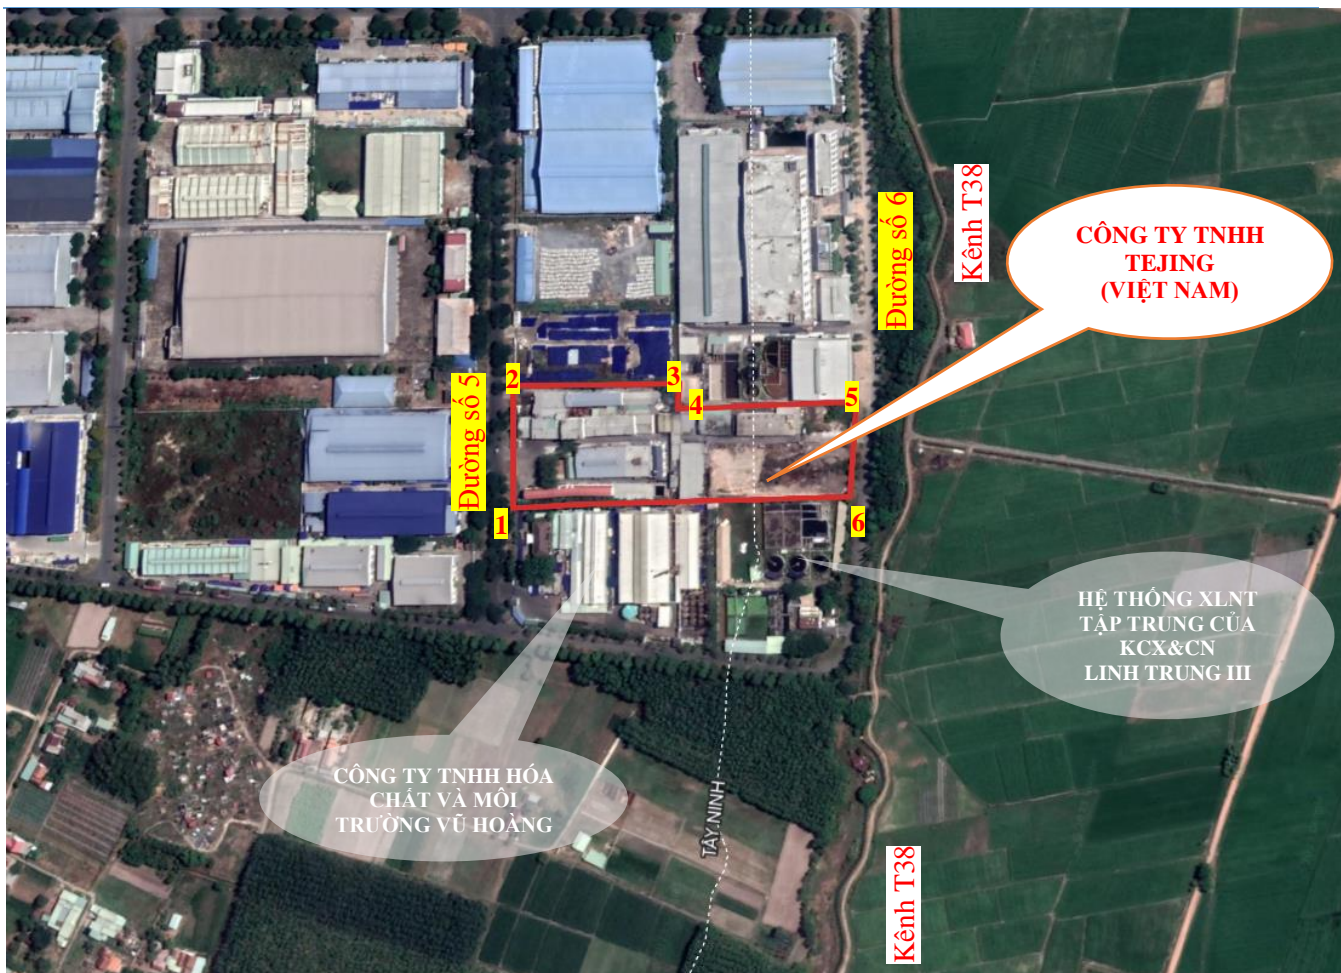 Kênh T38
Đường số 6
CÔNG TY TNHH
TEJING
(VIỆT NAM)
2
3
4
5
Đường số 5
1
6
HỆ THỐNG XLNT
TẬP TRUNG CỦA
KCX&CN
LINH TRUNG III
CÔNG TY TNHH HÓA
CHẤT VÀ MÔI
TRƯỜNG VŨ HOÀNG
TÂY NINH
Kênh T38